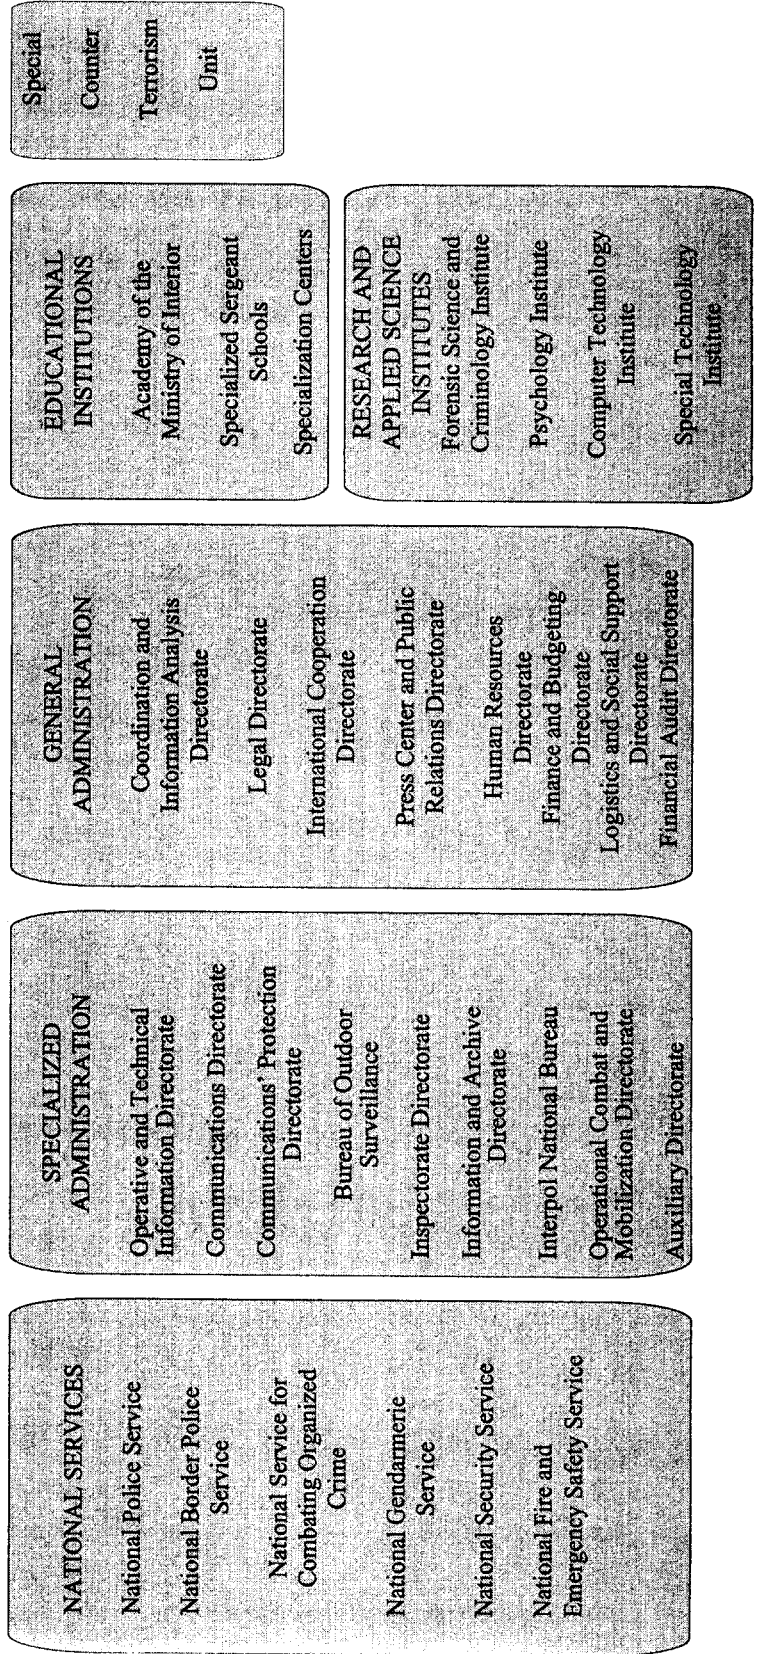 NATIONAL SERVICES
National Police Service
National Border Police
Service
National Service for
Combating Organized
Crime
National Gendarmerie
Service
National Security Service
National Fire and
Emergency Safety Service
SPECIALIZED
ADMINISTRATION
Operative and Technical
Information Directorate
Communications Directorate
Communications' Protection
Directorate
Bureau of Outdoor
Surveillance
Inspectorate Directorate
Information and Archive
Directorate
Interpol National Bureau
Operational Combat and
Mobilization Directorate
Auxiliary Directorate
GENERAL
ADMINISTRATION
Coordination and
Information Analysis
Directorate
Legal Directorate
International Cooperation
Directorate
Press Center and Public
Relations Directorate
Human Resources
Directorate
Finance and Budgeting
Directorate
Logistics and Social Support
Directorate
Financial Audit Directorate
EDUCATIONAL
INSTITUTIONS
Academy of the
Ministry of Interior
Specialized Sergeant
Schools
Specialization Centers
RESEARCH AND
APPLIED SCIENCE
INSTITUTES
Forensic Science and
Criminology Institute
Psychology Institute
Computer Technology
Institute
Special Technology
Institute
Special
Counter
Terrorism
Unit